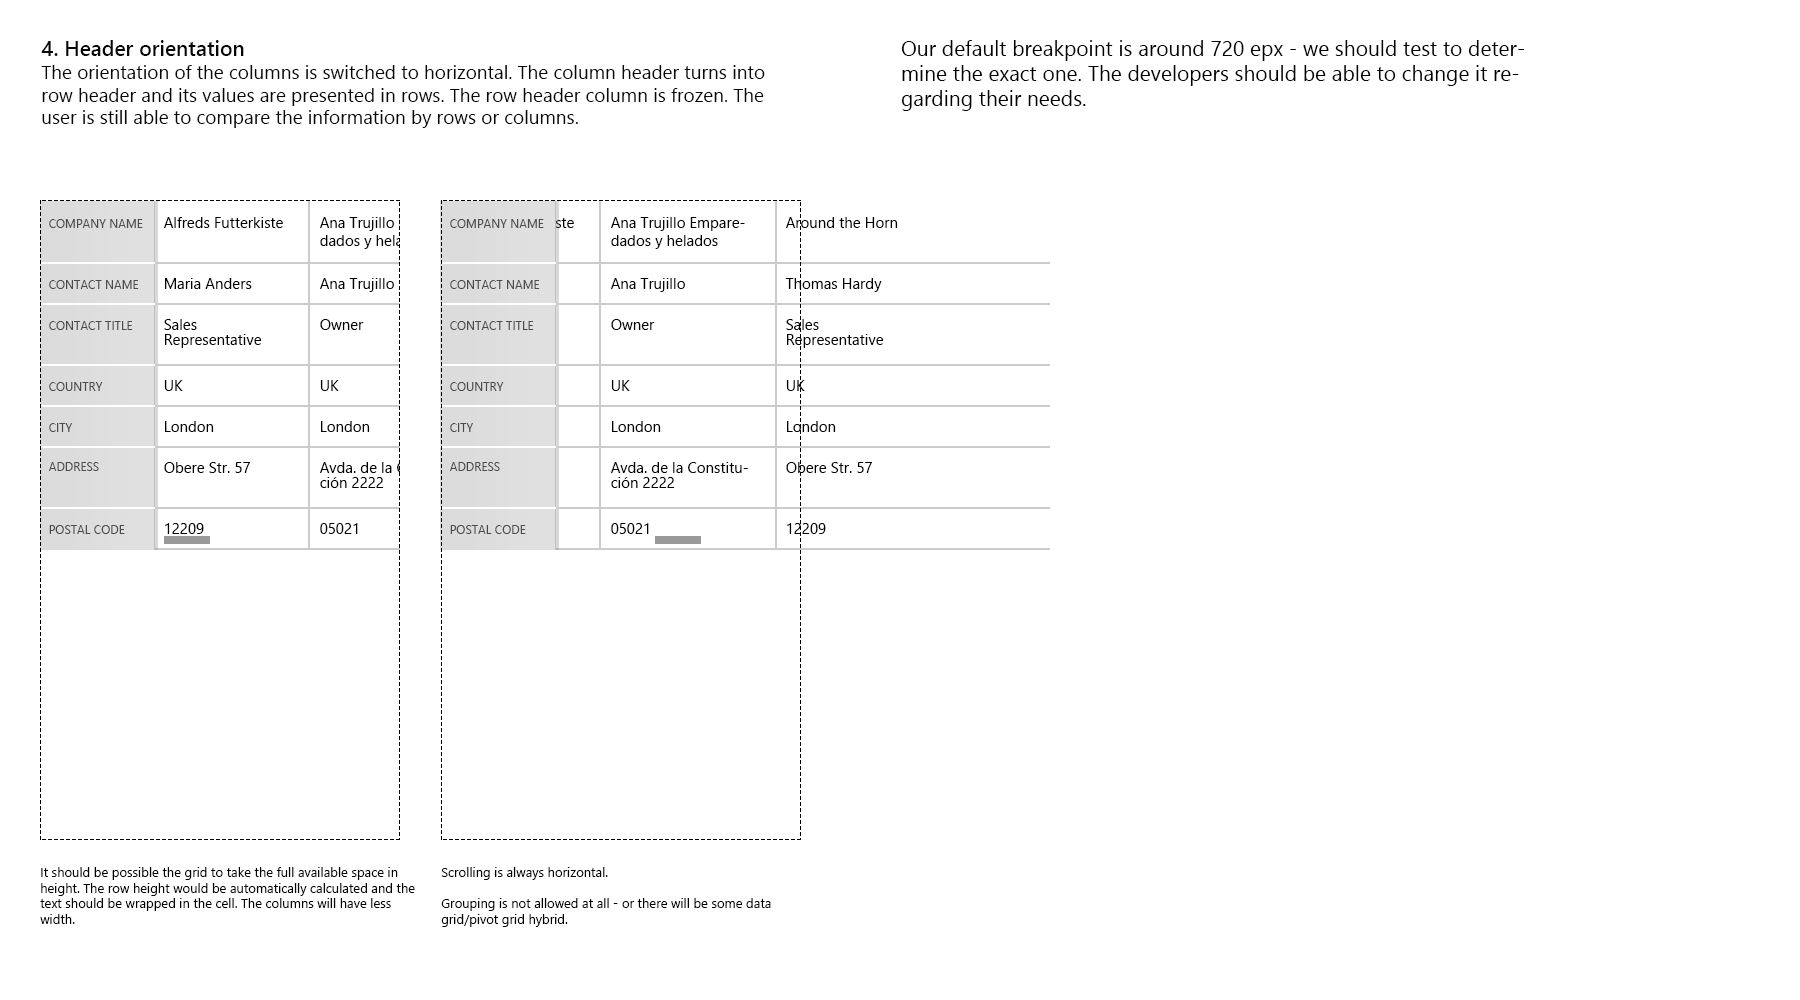 4. Header orientation
The orientation of the columns is switched to horizontal. The column header turns into
row header and its values are presented in rows. The row header column is frozen. The
user is still able to compare the information by rows or columns.
Our default breakpoint is around 720 epx - we should test to deter-
mine the exact one. The developers should be able to change it re-
garding their needs.
COMPANY NAME Alfreds Futterkiste Ana Trujillo
dados y hela
CONTACT NAME Maria Anders Ana Trujillo
CONTACT TITLE Sales Owner
Representative
COUNTRY UK UK
CITY London London
ADDRESS Obere Str. 57 Avda. de la
ción 2222
POSTAL CODE 12209 05021
COMPANY NAME ste Ana Trujillo Empare- Around the Horn
dados y helados
CONTACT NAME Ana Trujillo Thomas Hardy
CONTACT TITLE Owner Sales
Representative
COUNTRY UK UK
CITY London London
ADDRESS Avda. de la Constitu- Obere Str. 57
ción 2222
POSTAL CODE 05021 12209
It should be possible the grid to take the full available space in
height. The row height would be automatically calculated and the
text should be wrapped in the cell. The columns will have less
width.
Scrolling is always horizontal.
Grouping is not allowed at all - or there will be some data
grid/pivot grid hybrid.